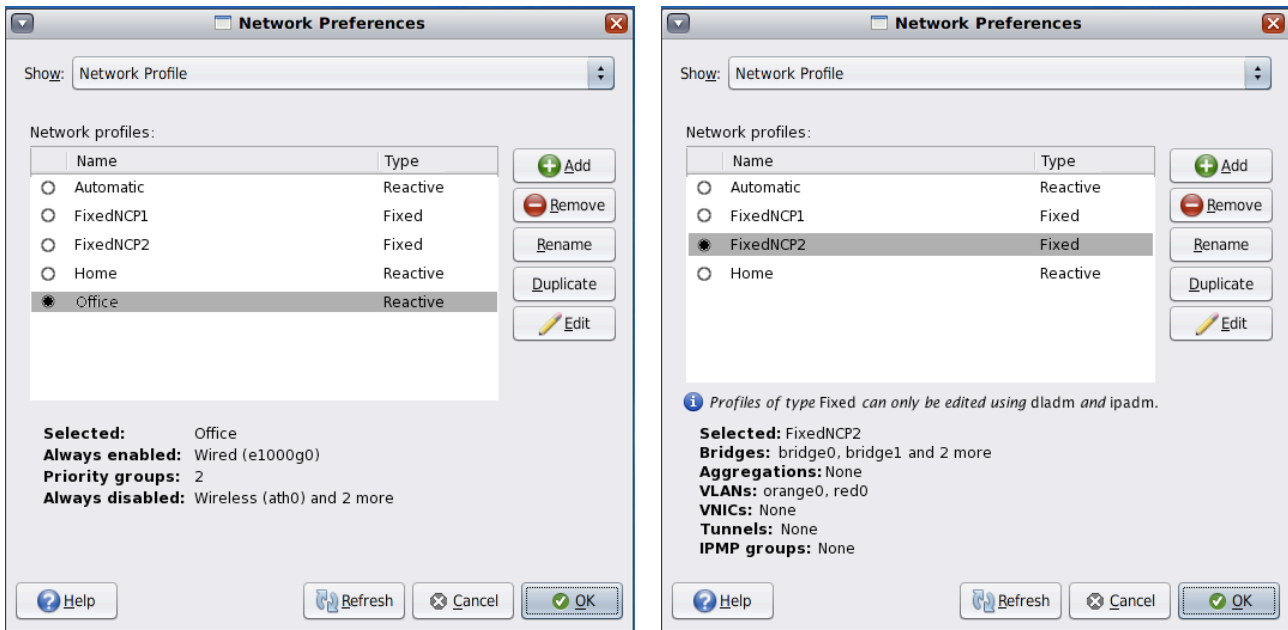 Network Preferences
Show: Network Profile
Network profiles:
Name Type
Automatic Reactive
FixedNCP1 Fixed
FixedNCP2 Fixed
Home Reactive
Office Reactive
Add
Remove
Rename
Duplicate
Edit
Selected: Office
Always enabled: Wired (e1000g0)
Priority groups: 2
Always disabled: Wireless (ath0) and 2 more
Help Refresh Cancel OK
Network Preferences
Show: Network Profile
Network profiles:
Name Type
Automatic Reactive
FixedNCP1 Fixed
FixedNCP2 Fixed
Home Reactive
Add
Remove
Rename
Duplicate
Edit
Profiles of type Fixed can only be edited using dladm and ipadm.
Selected: FixedNCP2
Bridges: bridge0, bridge1 and 2 more
Aggregations: None
VLANs: orange0, red0
VNICs: None
Tunnels: None
IPMP groups: None
Help Refresh Cancel OK